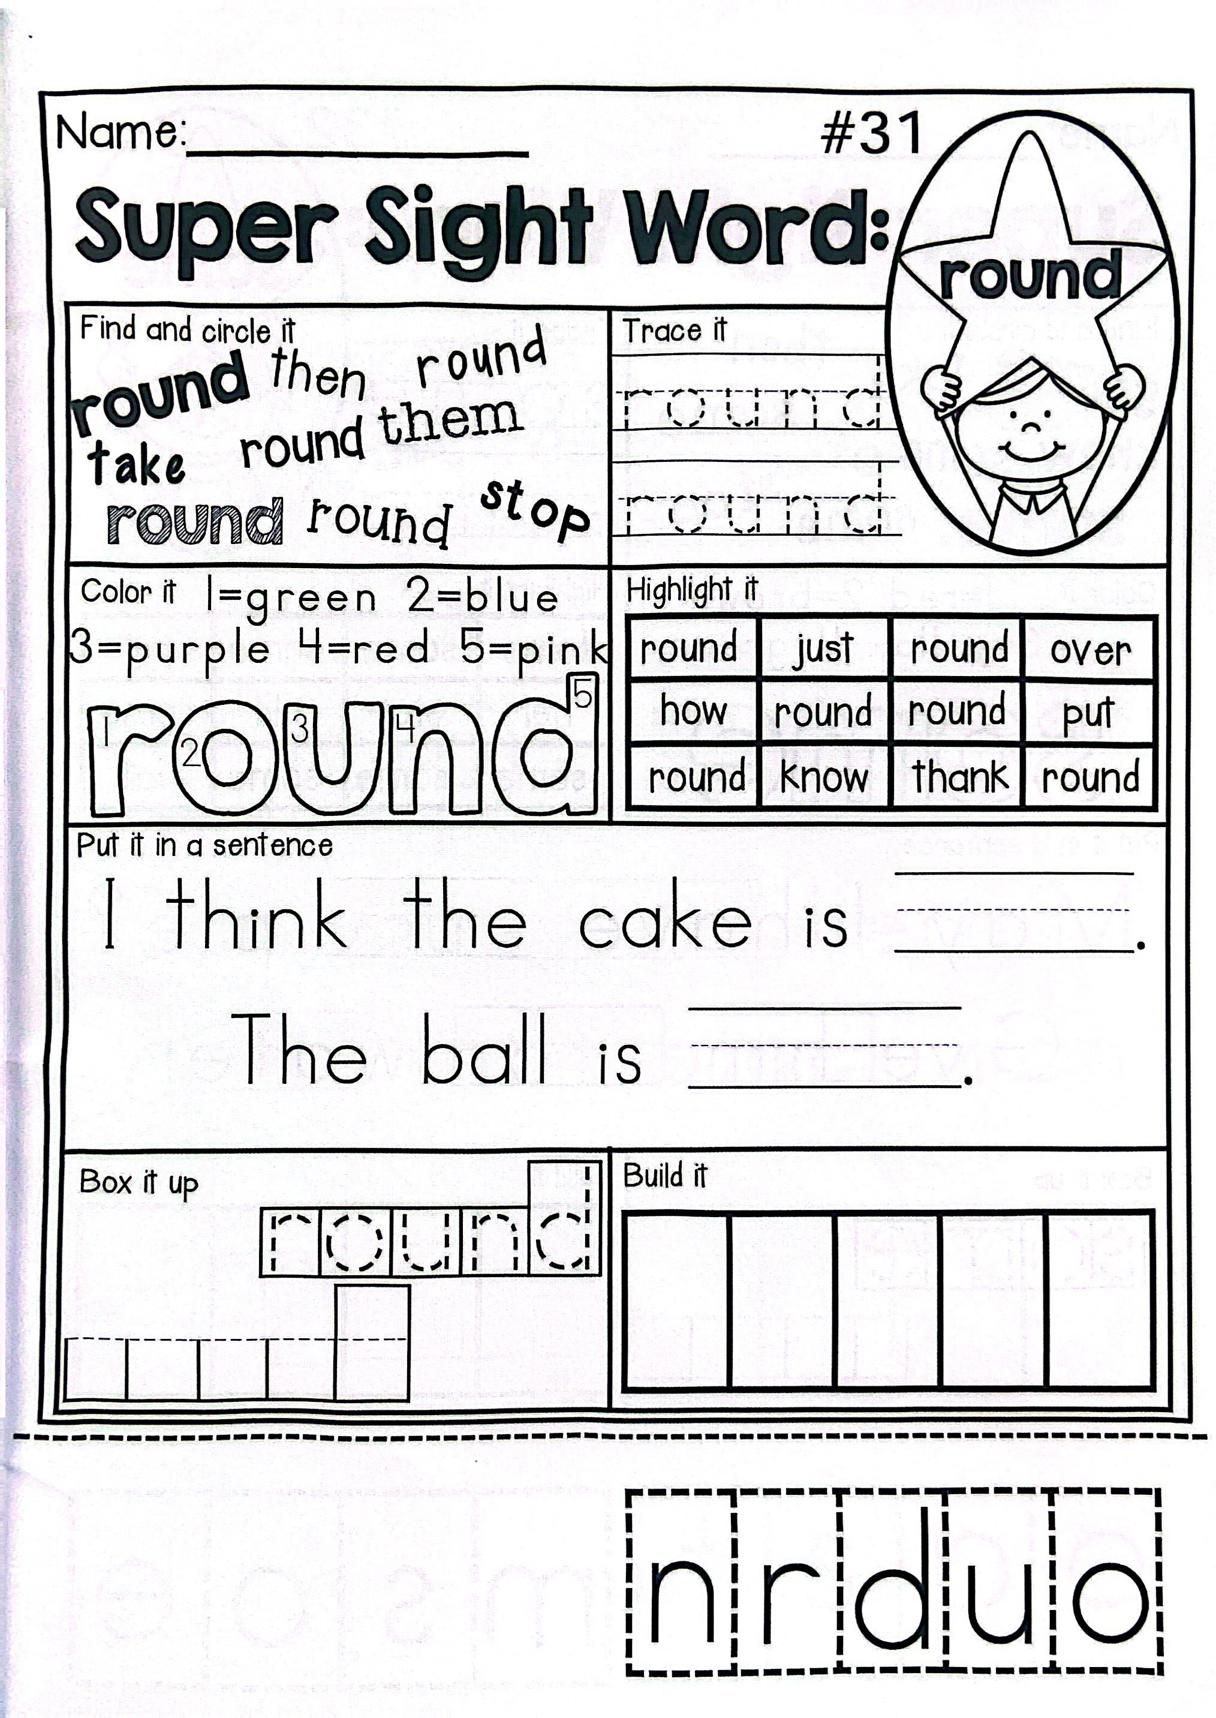 Name:
#31
Super Sight Word:
round
Find and circle it
round then round
take round them
round round stop
Trace it
round
round
Color it 1=green 2=blue
3=purple 4=red 5=pink
1 2 3 4 5
round
Highlight it
round just round over
how round round put
round know thank round
Put it in a sentence
I think the cake is .
The ball is .
Box it up
round
Build it
n r d u o